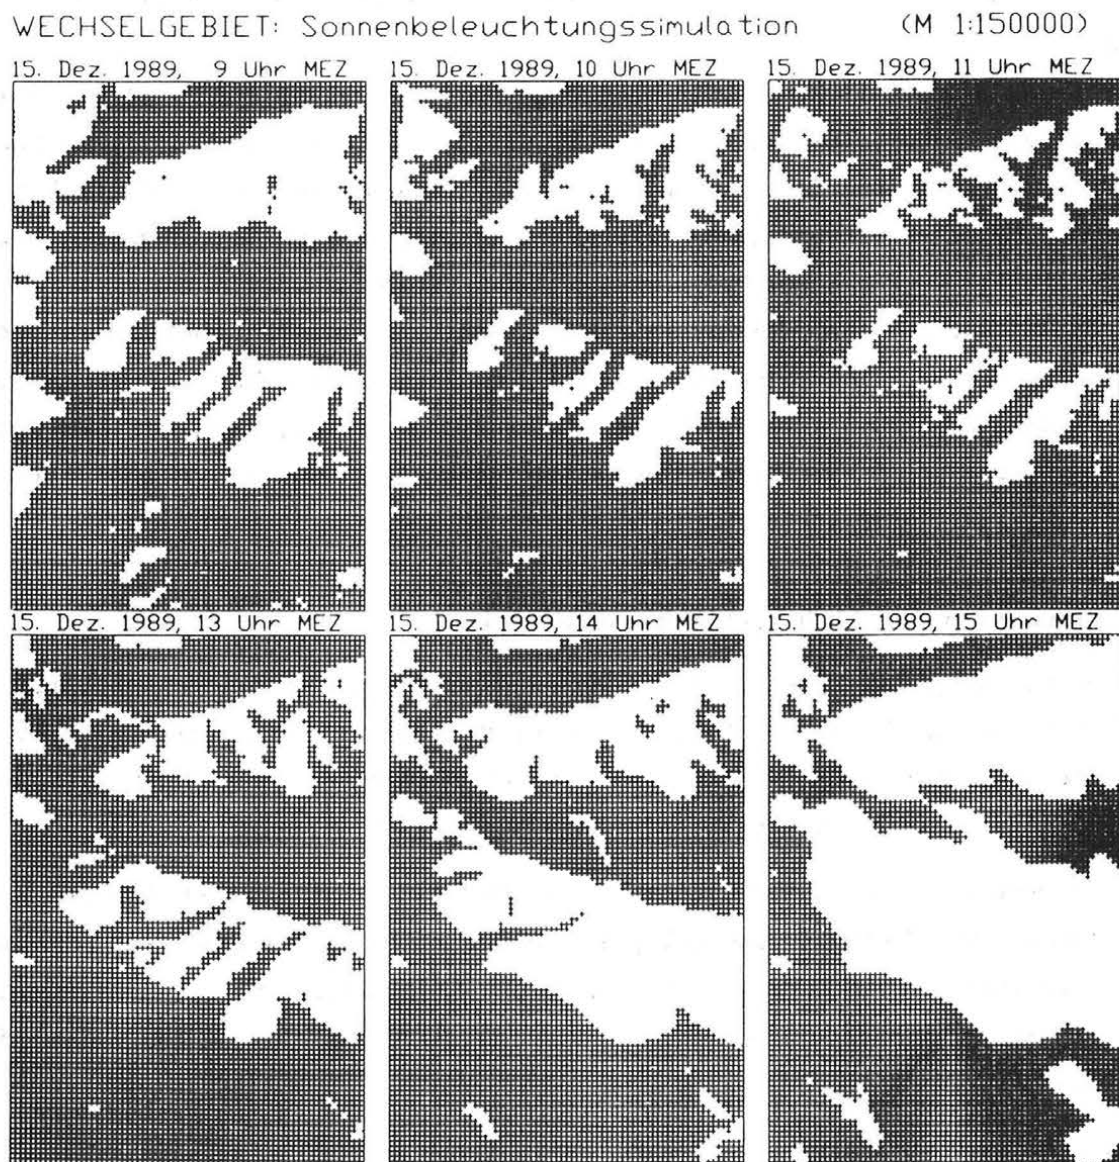 WECHSELGEBIET: Sonnenbeleuchtungssimulation (M 1:150000)
15. Dez. 1989, 9 Uhr MEZ 15. Dez. 1989, 10 Uhr MEZ 15. Dez. 1989, 11 Uhr MEZ
15. Dez. 1989, 13 Uhr MEZ 15. Dez. 1989, 14 Uhr MEZ 15. Dez. 1989, 15 Uhr MEZ